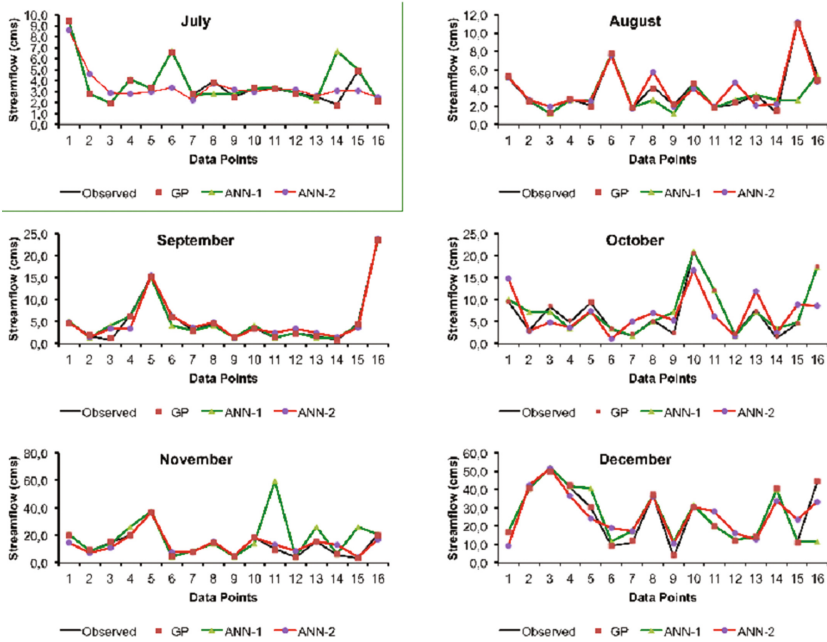 July
Streamflow (cms)
10,0
9,0
8,0
7,0
6,0
5,0
4,0
3,0
2,0
1,0
0,0
1 2 3 4 5 6 7 8 9 10 11 12 13 14 15 16
Data Points
Observed GP ANN-1 ANN-2
August
Streamflow (cms)
12,0
10,0
8,0
6,0
4,0
2,0
0,0
1 2 3 4 5 6 7 8 9 10 11 12 13 14 15 16
Data Points
Observed GP ANN-1 ANN-2
September
Streamflow (cms)
25,0
20,0
15,0
10,0
5,0
0,0
1 2 3 4 5 6 7 8 9 10 11 12 13 14 15 16
Data Points
Observed GP ANN-1 ANN-2
October
Streamflow (cms)
25,0
20,0
15,0
10,0
5,0
0,0
1 2 3 4 5 6 7 8 9 10 11 12 13 14 15 16
Data Points
Observed GP ANN-1 ANN-2
November
Streamflow (cms)
80,0
60,0
40,0
20,0
0,0
1 2 3 4 5 6 7 8 9 10 11 12 13 14 15 16
Data Points
Observed GP ANN-1 ANN-2
December
Streamflow (cms)
60,0
50,0
40,0
30,0
20,0
10,0
0,0
1 2 3 4 5 6 7 8 9 10 11 12 13 14 15 16
Data Points
Observed GP ANN-1 ANN-2